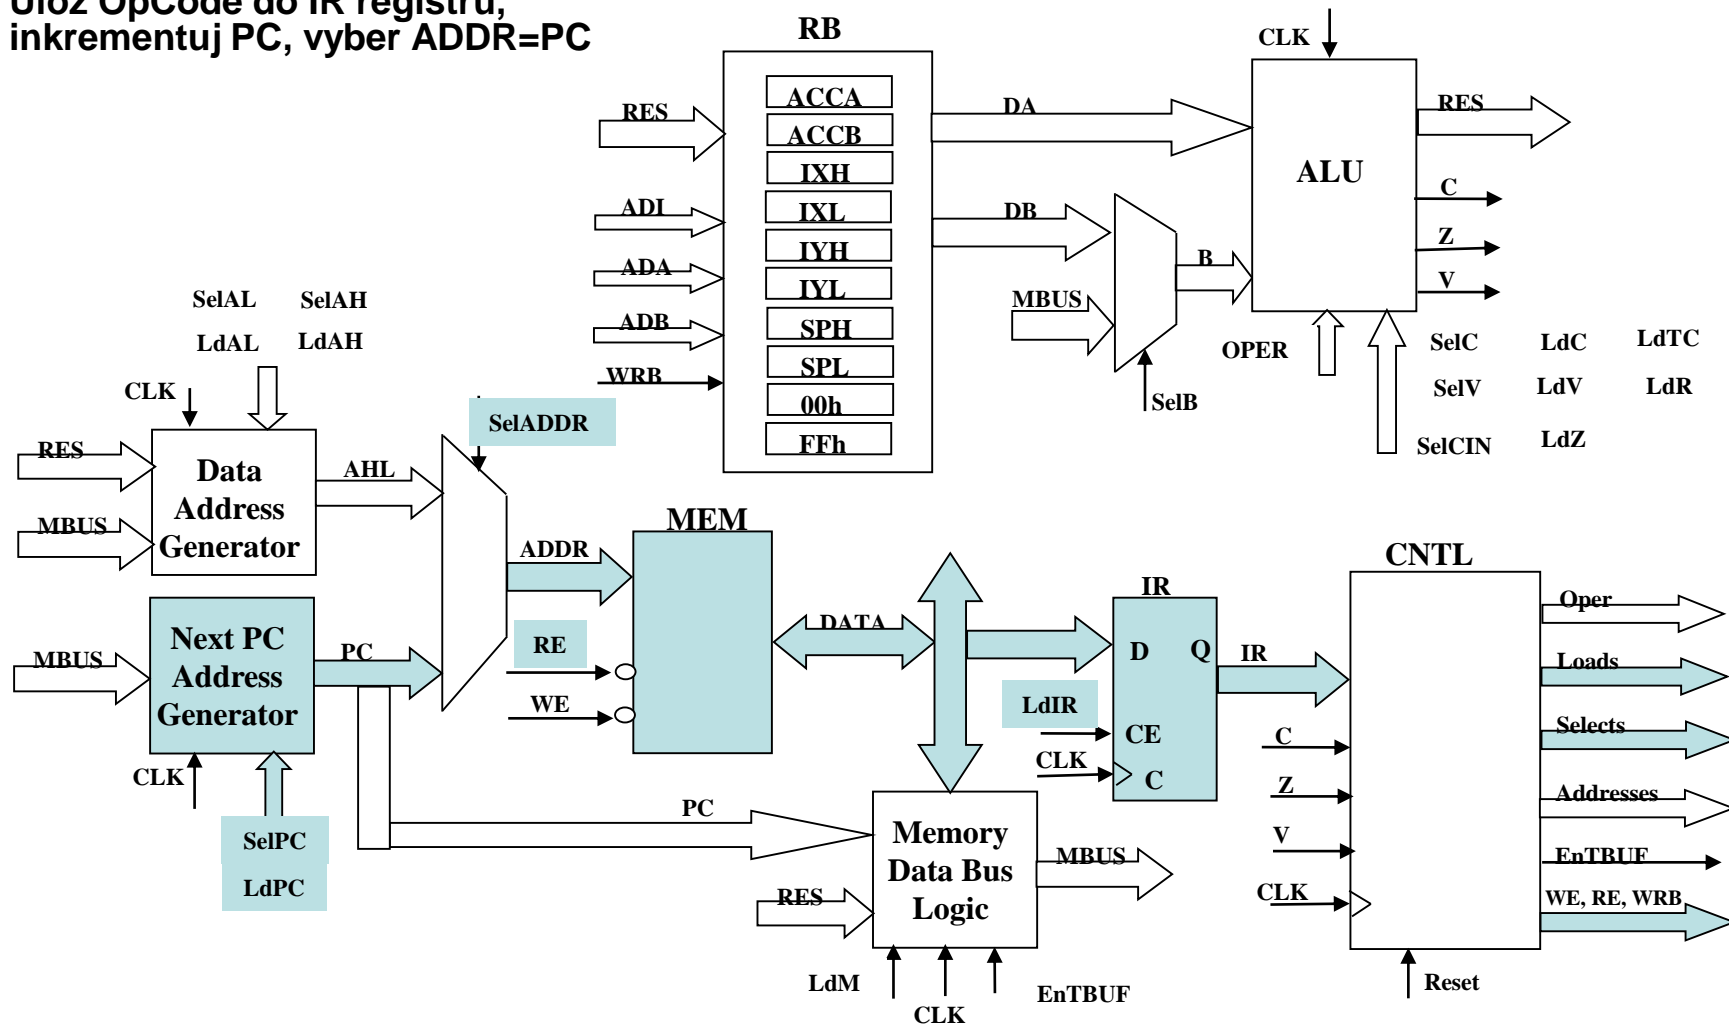 Ulož OpCode do IR registru,
inkrementuj PC, vyber ADDR=PC
RB
ACCA
ACCB
IXH
IXL
IYH
IYL
SPH
SPL
00h
FFh
RES
ADI
ADA
ADB
WRB
DA
DB
MBUS
SelB
B
CLK
ALU
RES
C
Z
V
OPER
SelC LdC LdTC
SelV LdV LdR
SelCIN LdZ
SelAL SelAH
LdAL LdAH
CLK
RES
MBUS
Data
Address
Generator
AHL
SelADDR
ADDR
MBUS
Next PC
Address
Generator
PC
CLK
SelPC
LdPC
MEM
RE
WE
DATA
PC
RES
Memory
Data Bus
Logic
MBUS
LdM
CLK
EnTBUF
IR
D Q
CE
C
LdIR
CLK
IR
CNTL
C
Z
V
CLK
Reset
Oper
Loads
Selects
Addresses
EnTBUF
WE, RE, WRB